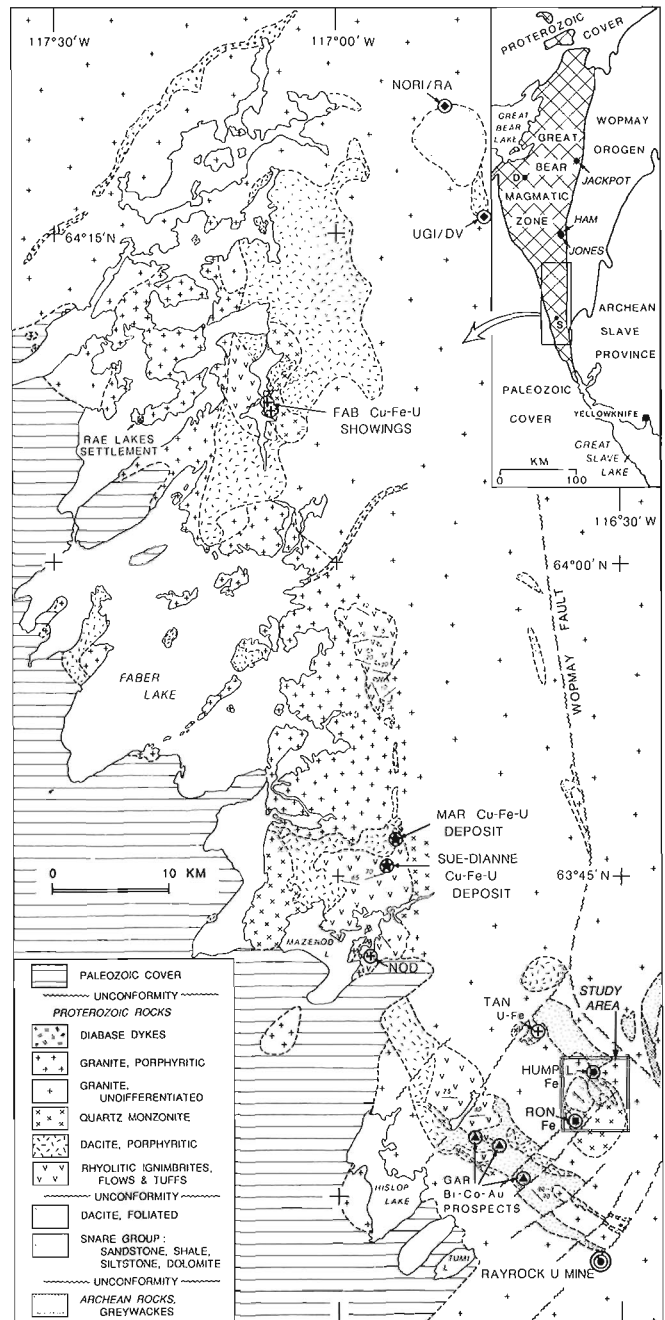 117°30'W
117°00'W
NORI/RA
UGI/DV
64°15'N
FAB Cu-Fe-U
SHOWINGS
RAE LAKES
SETTLEMENT
116°30'W
64°00'N
WOPMAY FAULT
FABER
LAKE
MAR Cu-Fe-U
DEPOSIT
SUE-DIANNE
Cu-Fe-U
DEPOSIT
63°45'N
0 10 KM
MAZENOD
L
NOD
TAN
U-Fe
STUDY
AREA
HUMP L
Fe
RON
Fe
GAR
Bi-Co-Au
PROSPECTS
HISLOP
LAKE
TUMI
L
RAYROCK U MINE
PROTEROZOIC
COVER
GREAT
BEAR
LAKE
GREAT
BEAR
MAGMATIC
ZONE
WOPMAY
OROGEN
D
JACKPOT
HAM
JONES
S
ARCHEAN
SLAVE
PROVINCE
PALEOZOIC
COVER
YELLOWKNIFE
GREAT
SLAVE
LAKE
KM
0 100
PALEOZOIC COVER
UNCONFORMITY
PROTEROZOIC ROCKS
DIABASE DYKES
GRANITE, PORPHYRITIC
GRANITE,
UNDIFFERENTIATED
QUARTZ MONZONITE
DACITE, PORPHYRITIC
RHYOLITIC IGNIMBRITES,
FLOWS & TUFFS
UNCONFORMITY
DACITE, FOLIATED
SNARE GROUP:
SANDSTONE, SHALE,
SILTSTONE, DOLOMITE
UNCONFORMITY
ARCHEAN ROCKS,
GREYWACKES